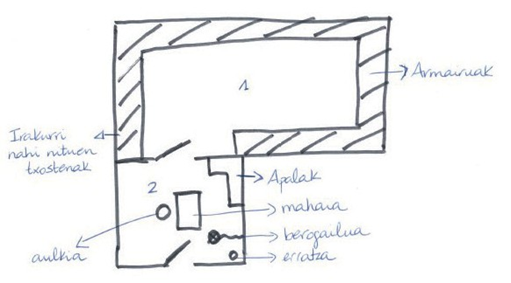 1
Armairuak
Irakurri
nahi nituen
txostenak
2
Apalak
mahaia
berogailua
aulkia
erratza